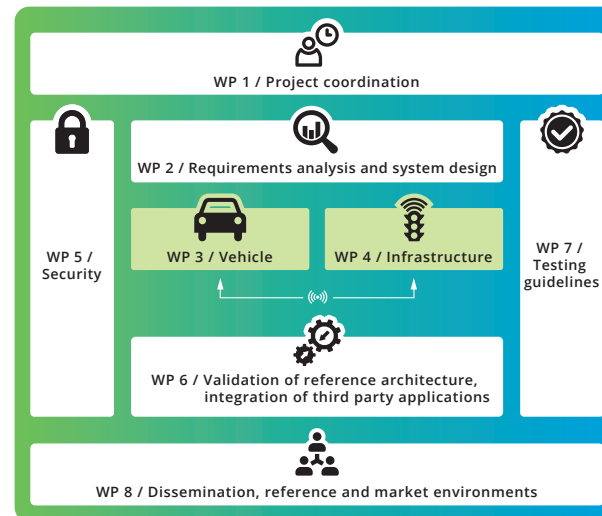 WP 1 / Project coordination
WP 2 / Requirements analysis and system design
WP 5 /
Security
WP 3 / Vehicle
WP 4 / Infrastructure
WP 7 /
Testing
guidelines
WP 6 / Validation of reference architecture,
integration of third party applications
WP 8 / Dissemination, reference and market environments